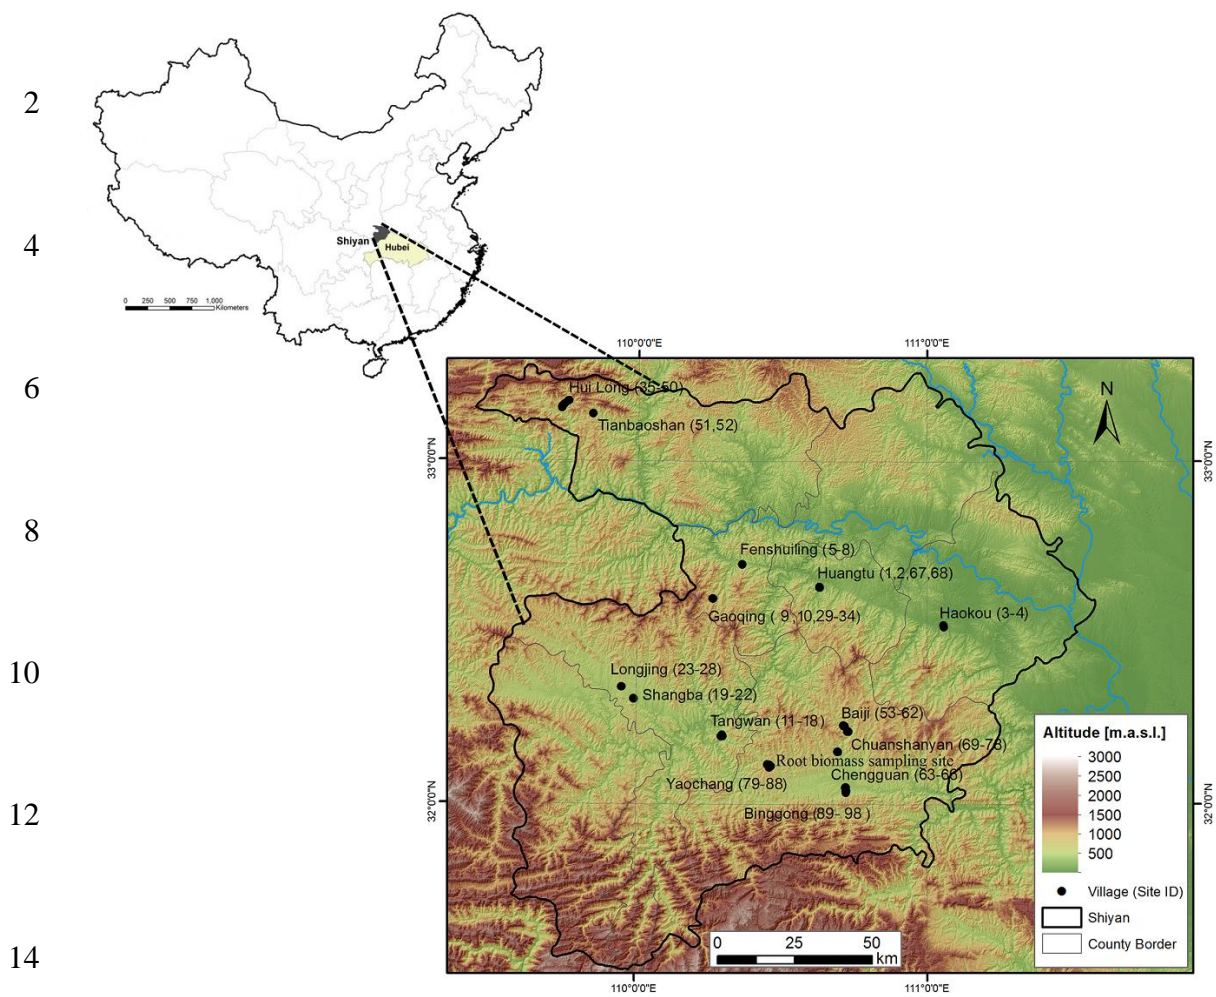 2
4
Shiyan
Hubei
0 250 500 750 1,000
Kilometers
110°0'0"E 111°0'0"E
6
Hui Long (35-50)
N
Tianbaoshan (51,52)
33°0'0"N 33°0'0"N
8
Fenshuiling (5-8)
Huangtu (1,2,67,68)
Gaoqing ( 9 ,10,29-34)
Haokou (3-4)
10
Longjing (23-28)
Shangba (19-22)
Tangwan (11-18)
Baiji (53-62)
Chuanshanyan (69-78)
Root biomass sampling site
Yaochang (79-88)
Chengguan (63-66)
32°0'0"N 32°0'0"N
12
Binggong (89- 98 )
Altitude [m.a.s.l.]
3000
2500
2000
1500
1000
500
Village (Site ID)
Shiyan
County Border
14
0 25 50
km
110°0'0"E 111°0'0"E